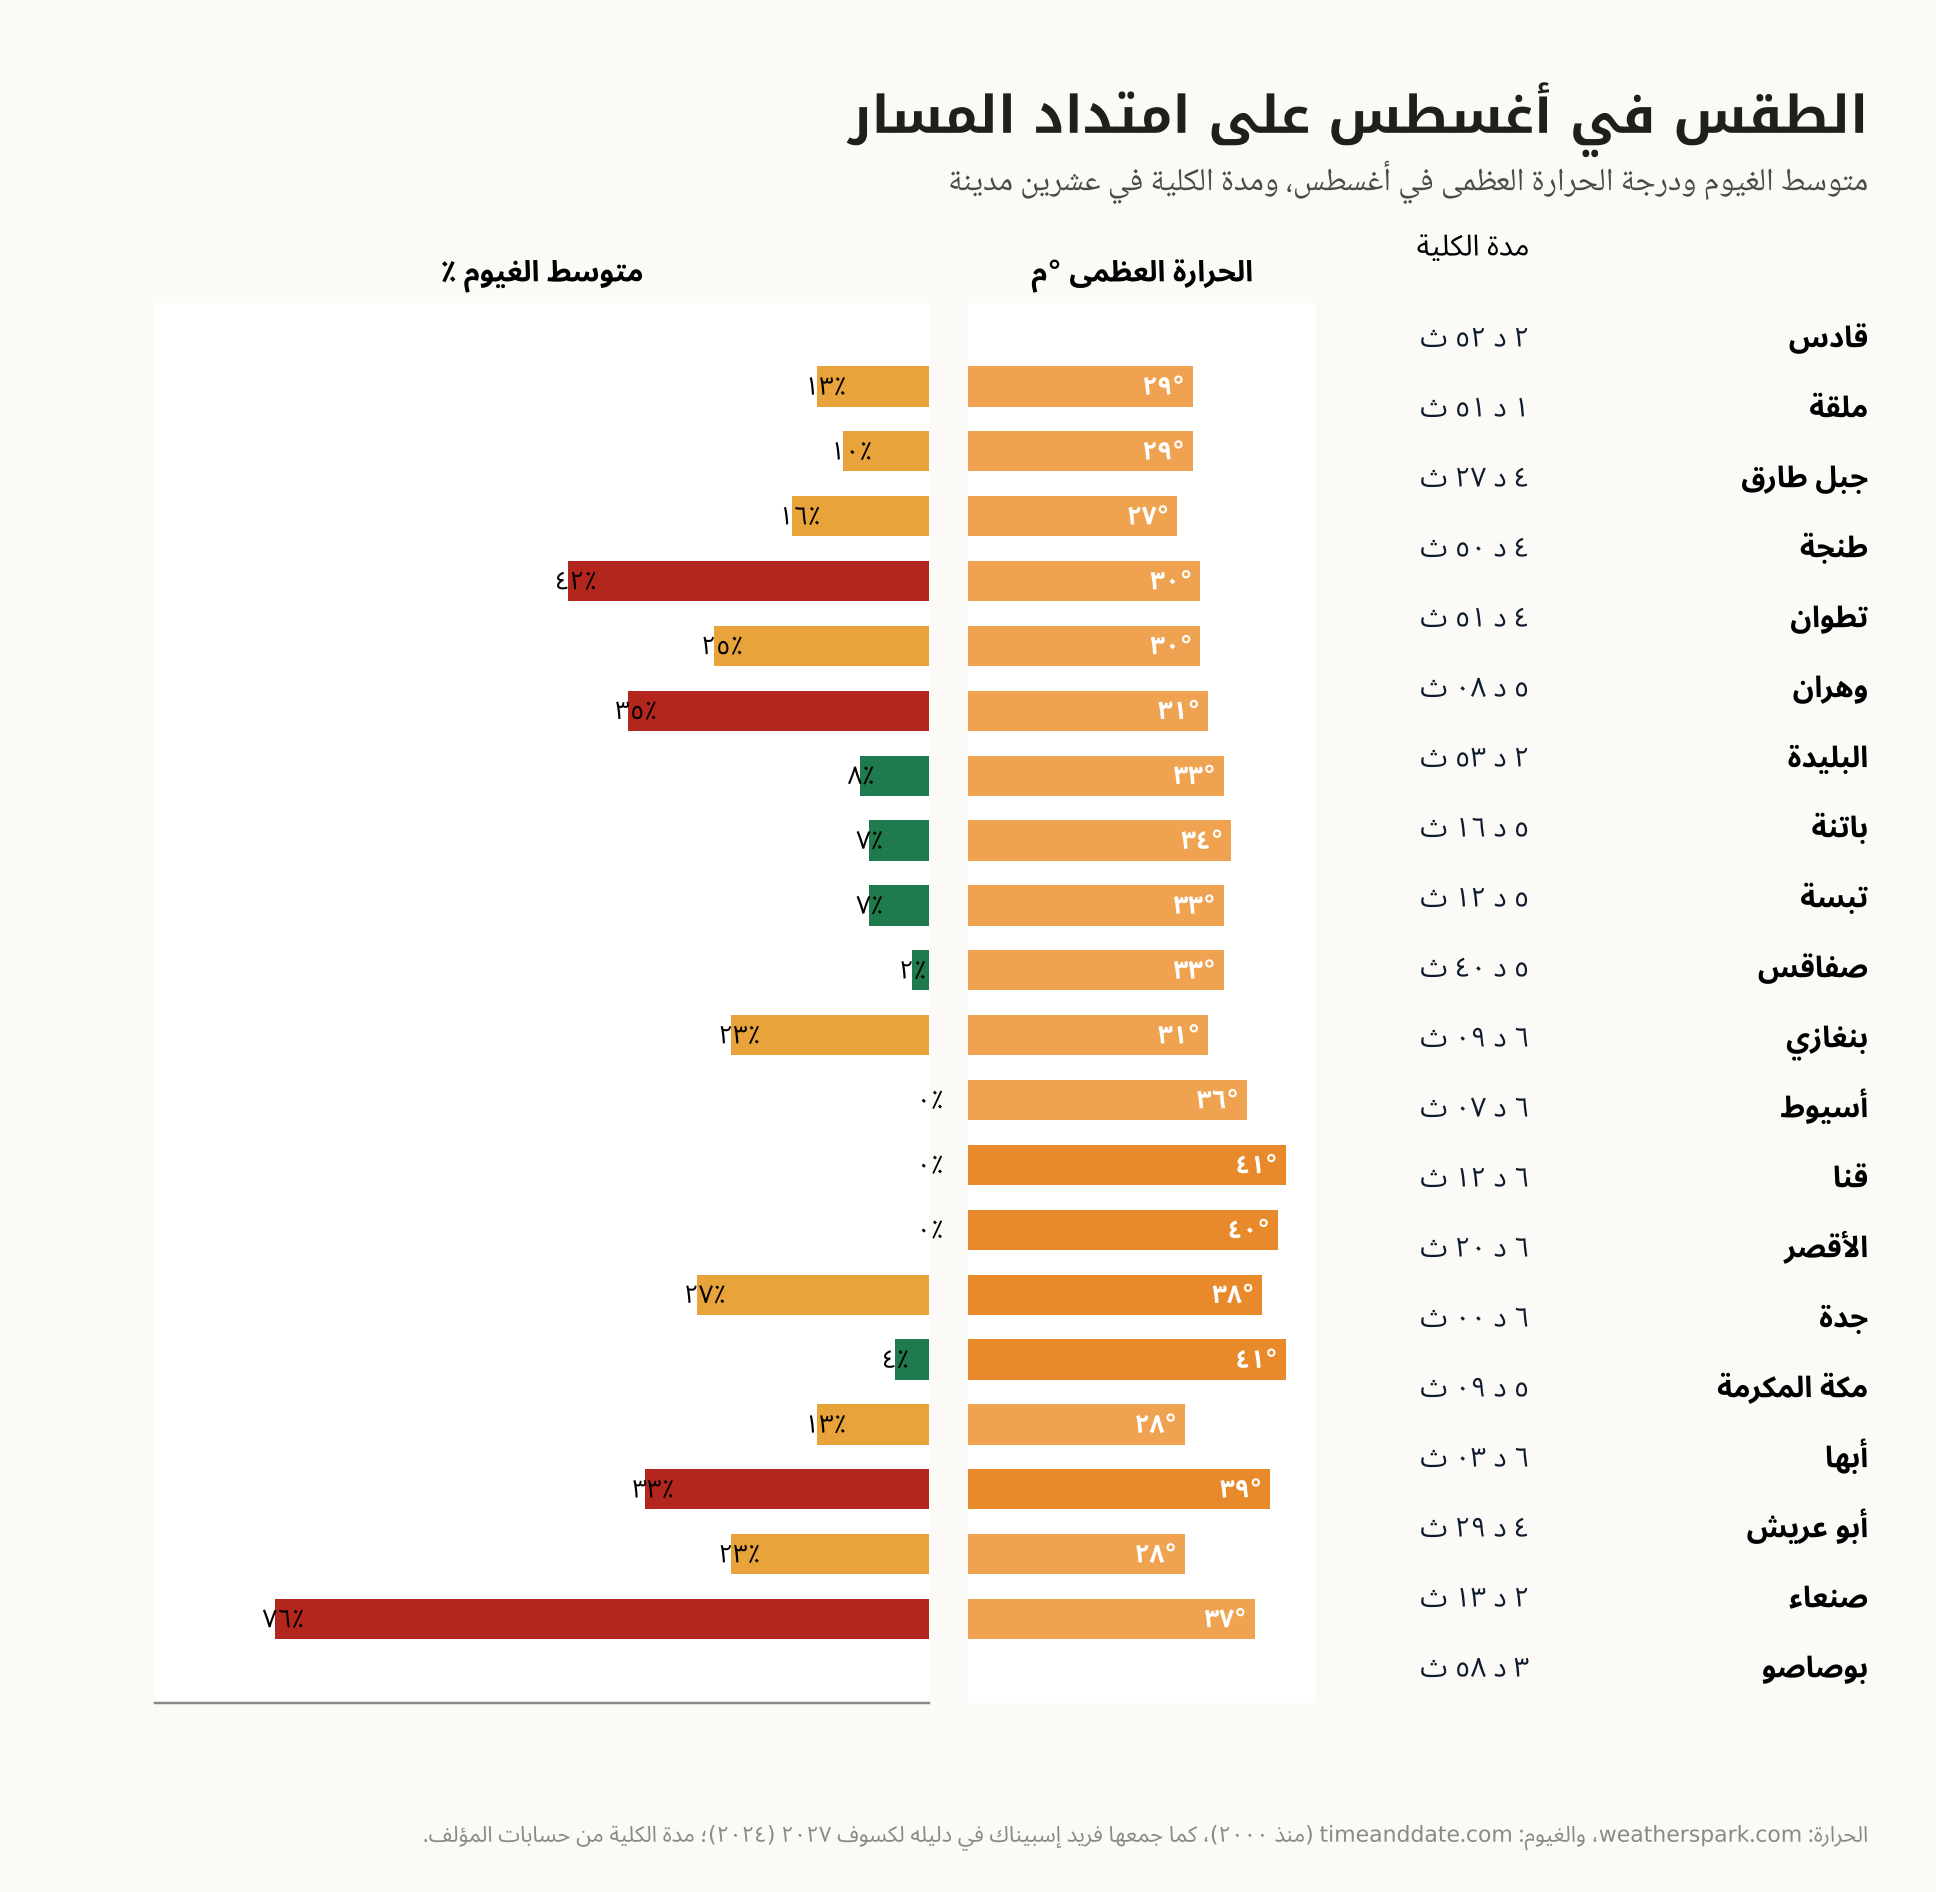 الطقس في أغسطس على امتداد المسار
متوسط الغيوم ودرجة الحرارة العظمى في أغسطس، ومدة الكلية في عشرين مدينة
مدة الكلية
الحرارة العظمى °م
متوسط الغيوم ٪
قادس
٢ د ٥٢ ث
ملقة
١ د ٥١ ث
جبل طارق
٤ د ٢٧ ث
طنجة
٤ د ٥٠ ث
تطوان
٤ د ٥١ ث
وهران
٥ د ٠٨ ث
البليدة
٢ د ٥٣ ث
باتنة
٥ د ١٦ ث
تبسة
٥ د ١٢ ث
صفاقس
٥ د ٤٠ ث
بنغازي
٦ د ٠٩ ث
أسيوط
٦ د ٠٧ ث
قنا
٦ د ١٢ ث
الأقصر
٦ د ٢٠ ث
جدة
٦ د ٠٠ ث
مكة المكرمة
٥ د ٠٩ ث
أبها
٦ د ٠٣ ث
أبو عريش
٤ د ٢٩ ث
صنعاء
٢ د ١٣ ث
بوصاصو
٣ د ٥٨ ث
٢٩°
١٣٪
٢٩°
١٠٪
٢٧°
١٦٪
٣٠°
٤٢٪
٣٠°
٢٥٪
٣١°
٣٥٪
٣٣°
٨٪
٣٤°
٧٪
٣٣°
٧٪
٣٣°
٢٪
٣١°
٢٣٪
٣٦°
٠٪
٤١°
٠٪
٤٠°
٠٪
٣٨°
٢٧٪
٤١°
٤٪
٢٨°
١٣٪
٣٩°
٣٣٪
٢٨°
٢٣٪
٣٧°
٧٦٪
الحرارة: weatherspark.com، والغيوم: timeanddate.com (منذ ٢٠٠٠)، كما جمعها فريد إسبيناك في دليله لكسوف ٢٠٢٧ (٢٠٢٤)؛ مدة الكلية من حسابات المؤلف.